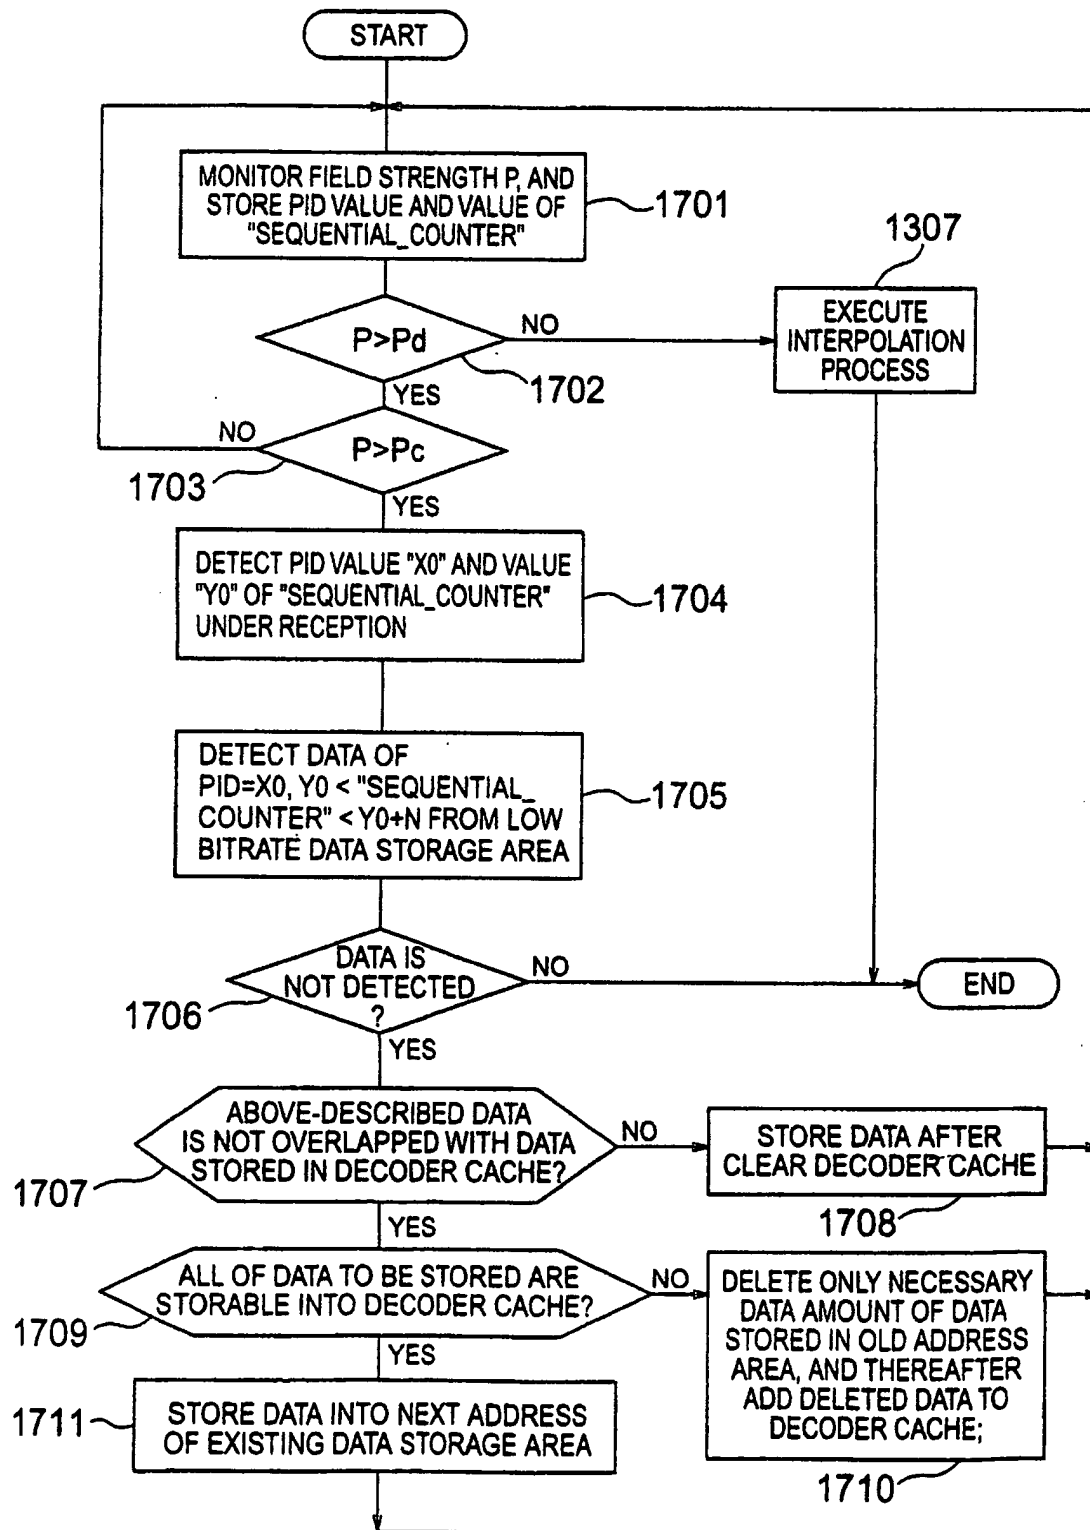 START
MONITOR FIELD STRENGTH P, AND
STORE PID VALUE AND VALUE OF
"SEQUENTIAL_COUNTER"
1701
1307
P>Pd
NO
EXECUTE
INTERPOLATION
PROCESS
1702
YES
NO
P>Pc
1703
YES
DETECT PID VALUE "X0" AND VALUE
"Y0" OF "SEQUENTIAL_COUNTER"
UNDER RECEPTION
1704
DETECT DATA OF
PID=X0, Y0 < "SEQUENTIAL_
COUNTER" < Y0+N FROM LOW
BITRATE DATA STORAGE AREA
1705
DATA IS
NOT DETECTED
?
NO
END
1706
YES
ABOVE-DESCRIBED DATA
IS NOT OVERLAPPED WITH DATA
STORED IN DECODER CACHE?
NO
STORE DATA AFTER
CLEAR DECODER CACHE
1707
1708
YES
ALL OF DATA TO BE STORED ARE
STORABLE INTO DECODER CACHE?
NO
DELETE ONLY NECESSARY
DATA AMOUNT OF DATA
STORED IN OLD ADDRESS
AREA, AND THEREAFTER
ADD DELETED DATA TO
DECODER CACHE;
1709
YES
1711
STORE DATA INTO NEXT ADDRESS
OF EXISTING DATA STORAGE AREA
1710